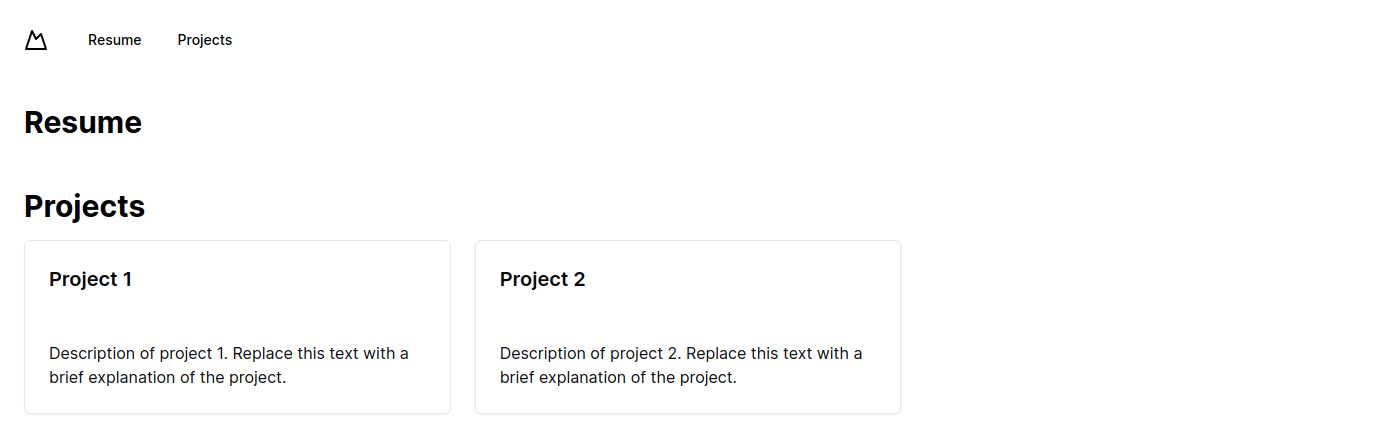 Resume Projects
Resume
Projects
Project 1
Description of project 1. Replace this text with a
brief explanation of the project.
Project 2
Description of project 2. Replace this text with a
brief explanation of the project.